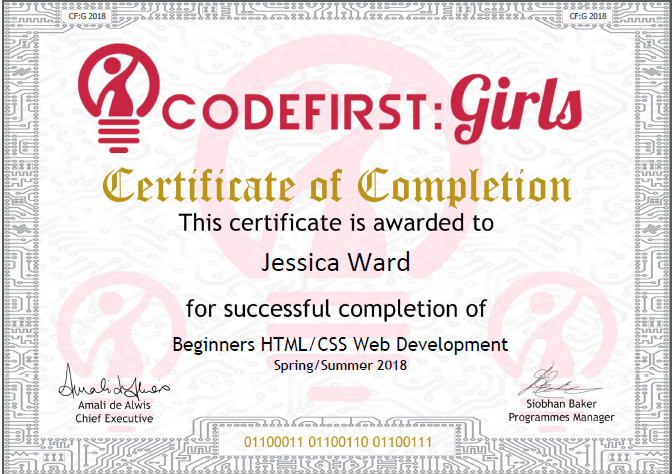 CF:G 2018
CF:G 2018
CODEFIRST: Girls
Certificate of Completion
This certificate is awarded to
Jessica Ward
for successful completion of
Beginners HTML/CSS Web Development
Spring/Summer 2018
Amali de Alwis
Amali de Alwis
Chief Executive
Siobhan Baker
Programmes Manager
01100011 01100110 01100111